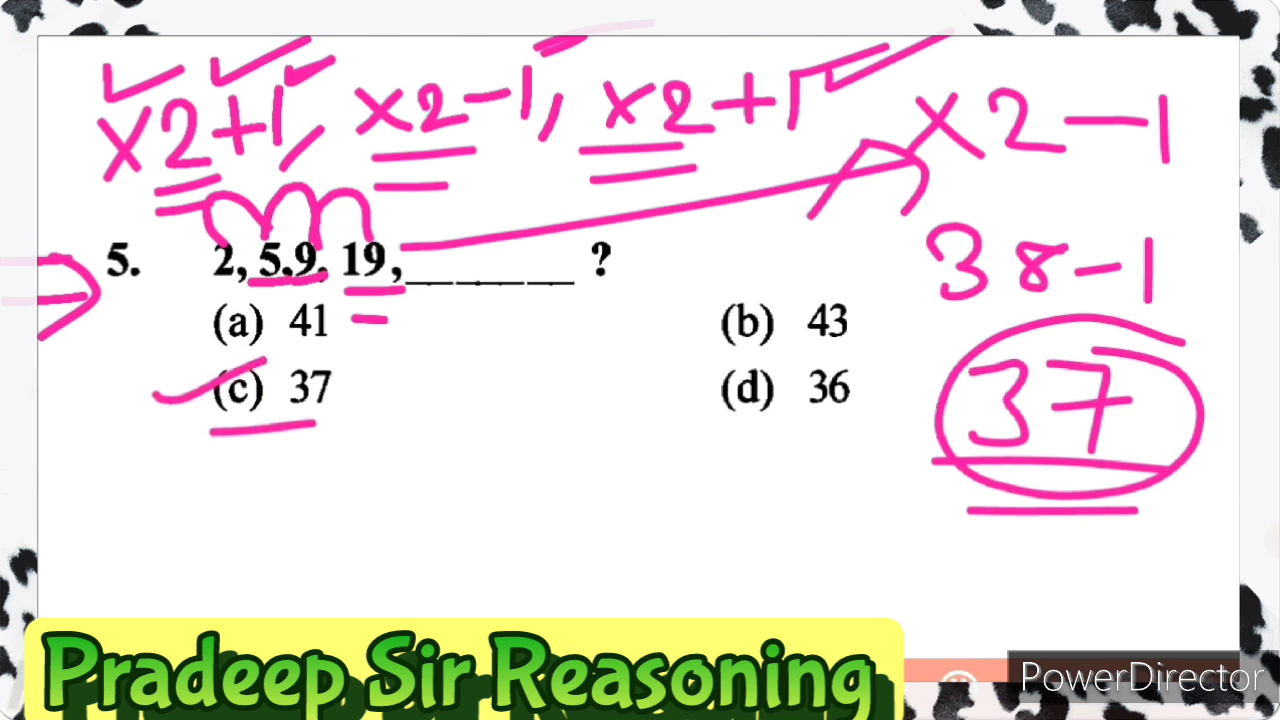 ×2+1, ×2-1, ×2+1 ×2-1
5. 2, 5,9, 19,______ ?
38-1
(a) 41 (b) 43
(c) 37 (d) 36
37
Pradeep Sir Reasoning
PowerDirector